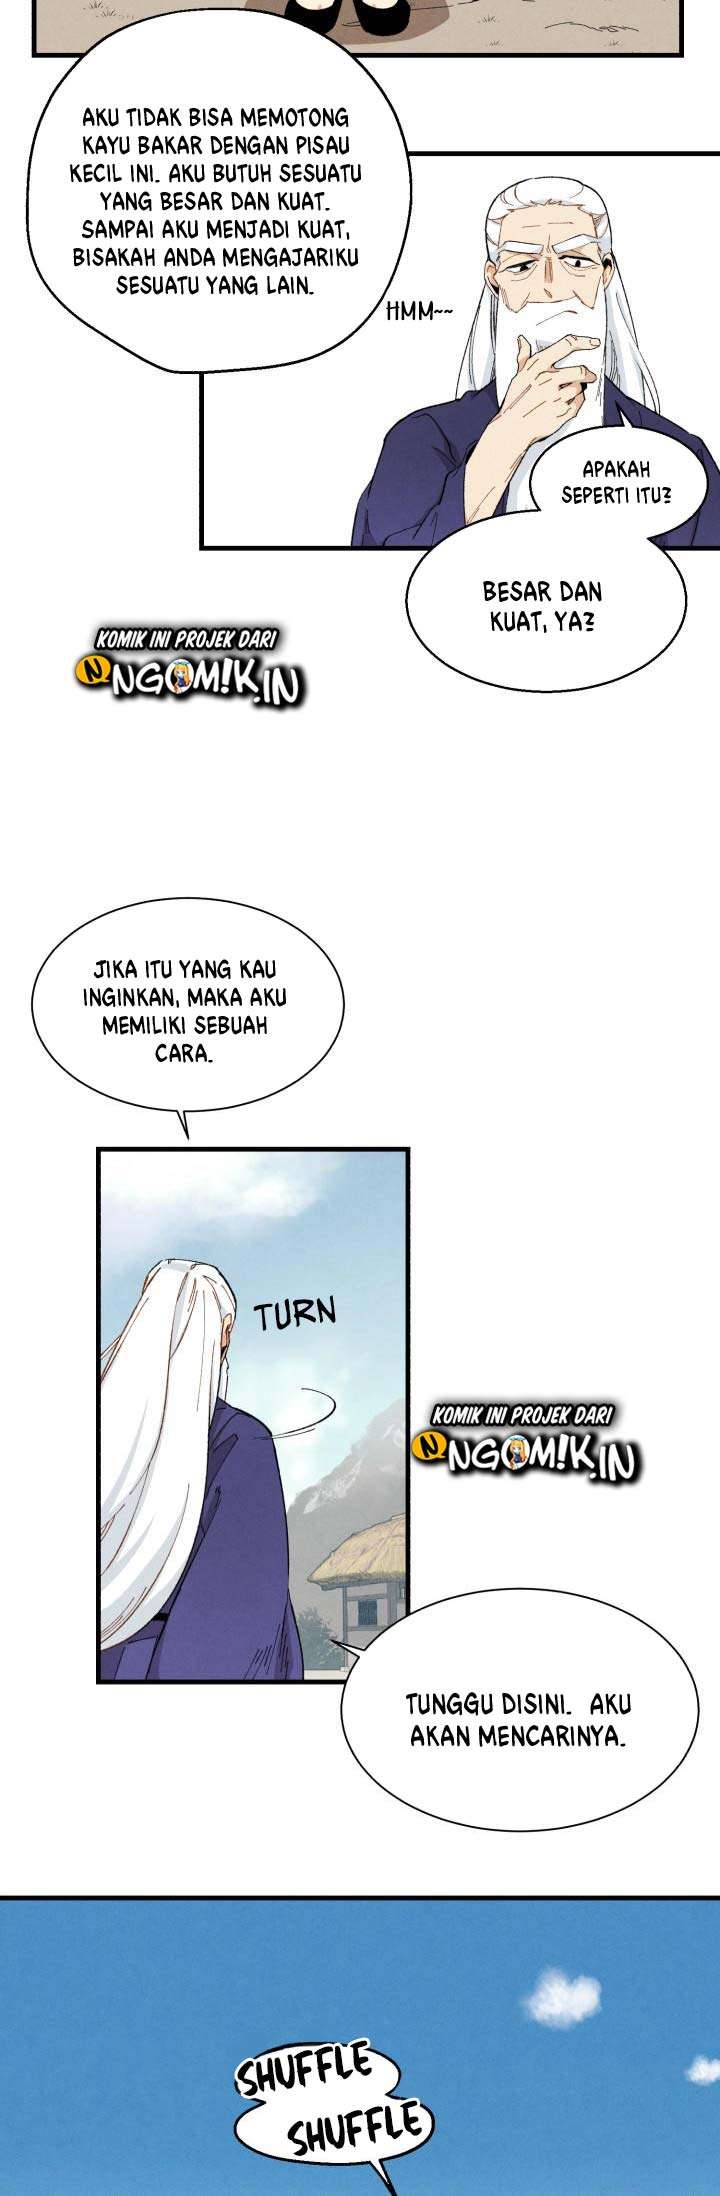 AKU TIDAK BISA MEMOTONG
KAYU BAKAR DENGAN PISAU
KECIL INI. AKU BUTUH SESUATU
YANG BESAR DAN KUAT.
SAMPAI AKU MENJADI KUAT,
BISAKAH ANDA MENGAJARIKU
SESUATU YANG LAIN.
HMM~~
APAKAH
SEPERTI ITU?
BESAR DAN
KUAT, YA?
KOMIK INI PROJEK DARI
NGOMIK.IN
JIKA ITU YANG KAU
INGINKAN, MAKA AKU
MEMILIKI SEBUAH
CARA.
TURN
KOMIK INI PROJEK DARI
NGOMIK.IN
TUNGGU DISINI. AKU
AKAN MENCARINYA.
SHUFFLE
SHUFFLE